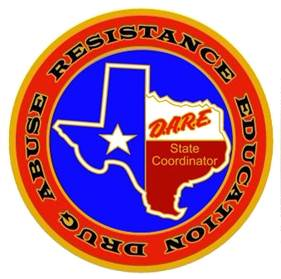 DRUG ABUSE RESISTANCE EDUCATION
D.A.R.E
State
Coordinator